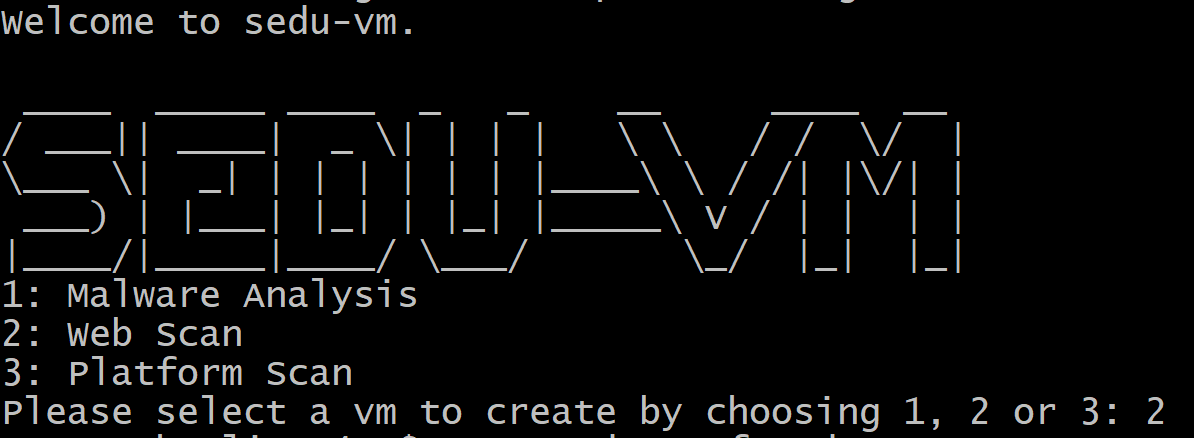 Welcome to sedu-vm.
SEDU-VM
1: Malware Analysis
2: Web Scan
3: Platform Scan
Please select a vm to create by choosing 1, 2 or 3: 2